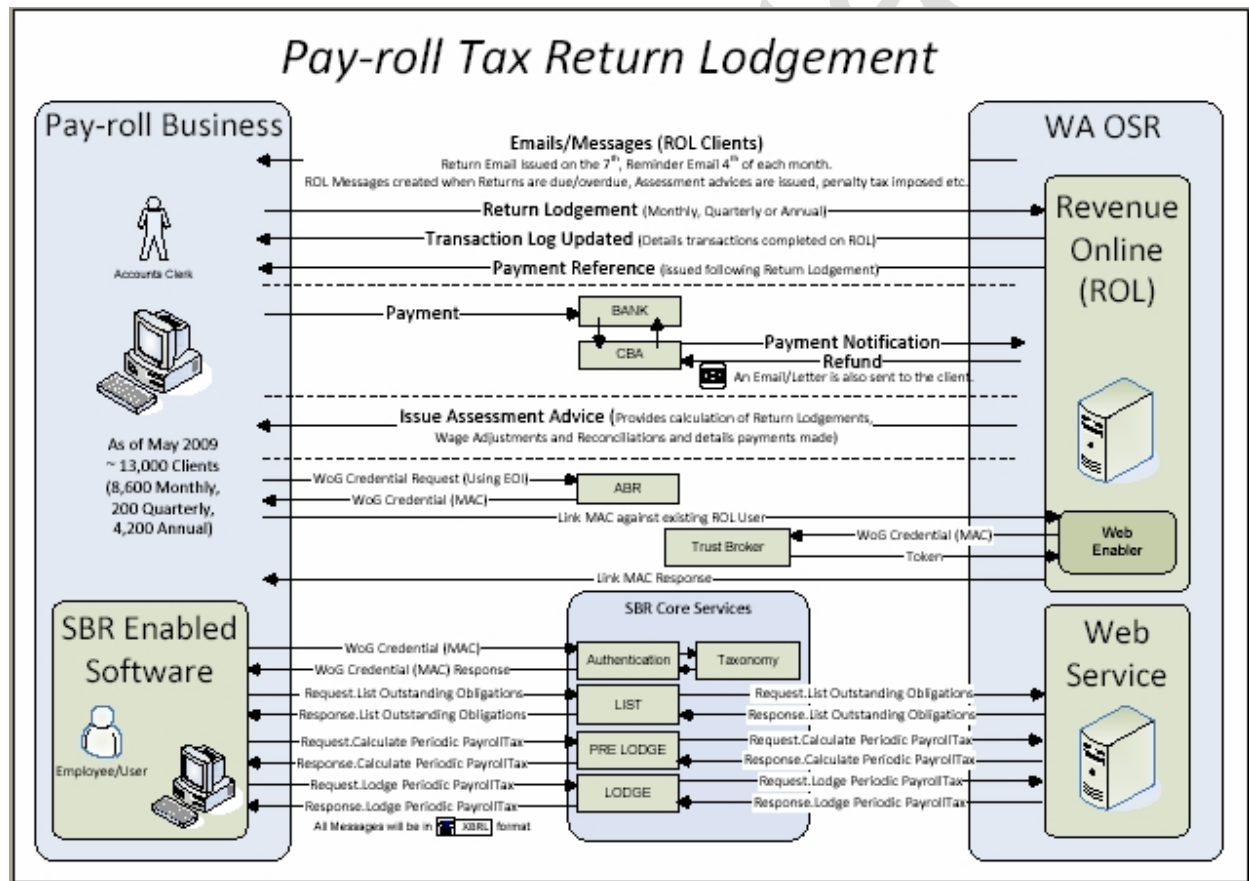 Pay-roll Tax Return Lodgement
Pay-roll Business
WA OSR
Emails/Messages (ROL Clients)
Return Email Issued on the 7th, Reminder Email 4th of each month.
ROL Messages created when Returns are due/overdue, Assessment advices are issued, penalty tax imposed etc.
Return Lodgement (Monthly, Quarterly or Annual)
Transaction Log Updated (Details transactions completed on ROL)
Payment Reference (Issued following Return Lodgement)
Accounts Clerk
Revenue
Online
(ROL)
Payment
BANK
CBA
Payment Notification
Refund
An Email/Letter is also sent to the client.
Issue Assessment Advice (Provides calculation of Return Lodgements,
Wage Adjustments and Reconciliations and details payments made)
As of May 2009
~ 13,000 Clients
(8,600 Monthly,
200 Quarterly,
4,200 Annual)
WoG Credential Request (Using EOI)
ABR
WoG Credential (MAC)
Link MAC against existing ROL User
Trust Broker
WoG Credential (MAC)
Token
Web
Enabler
Link MAC Response
SBR Enabled
Software
Employee/User
SBR Core Services
WoG Credential (MAC)
WoG Credential (MAC) Response
Authentication
Taxonomy
Request.List Outstanding Obligations
Response.List Outstanding Obligations
LIST
Request.List Outstanding Obligations
Response.List Outstanding Obligations
Request.Calculate Periodic PayrollTax
Response.Calculate Periodic PayrollTax
PRE LODGE
Request.Calculate Periodic PayrollTax
Response.Calculate Periodic PayrollTax
Request.Lodge Periodic PayrollTax
Response.Lodge Periodic PayrollTax
LODGE
Request.Lodge Periodic PayrollTax
Response.Lodge Periodic PayrollTax
All Messages will be in XBRL format
Web
Service